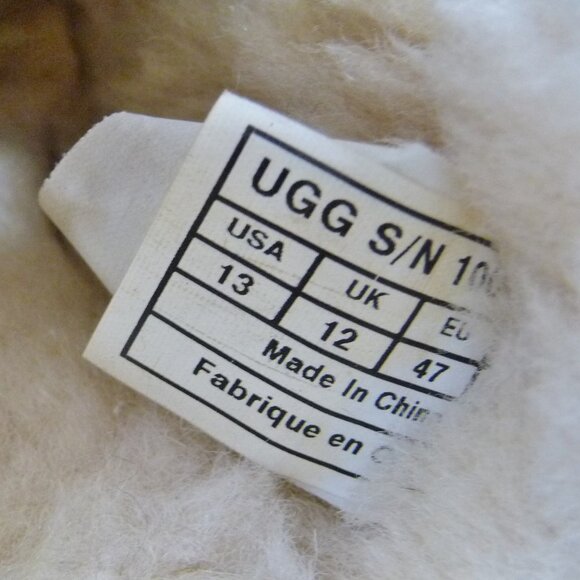 UGG S/N 10
USA UK EU
13 12 47
Made In Chin
Fabrique en C